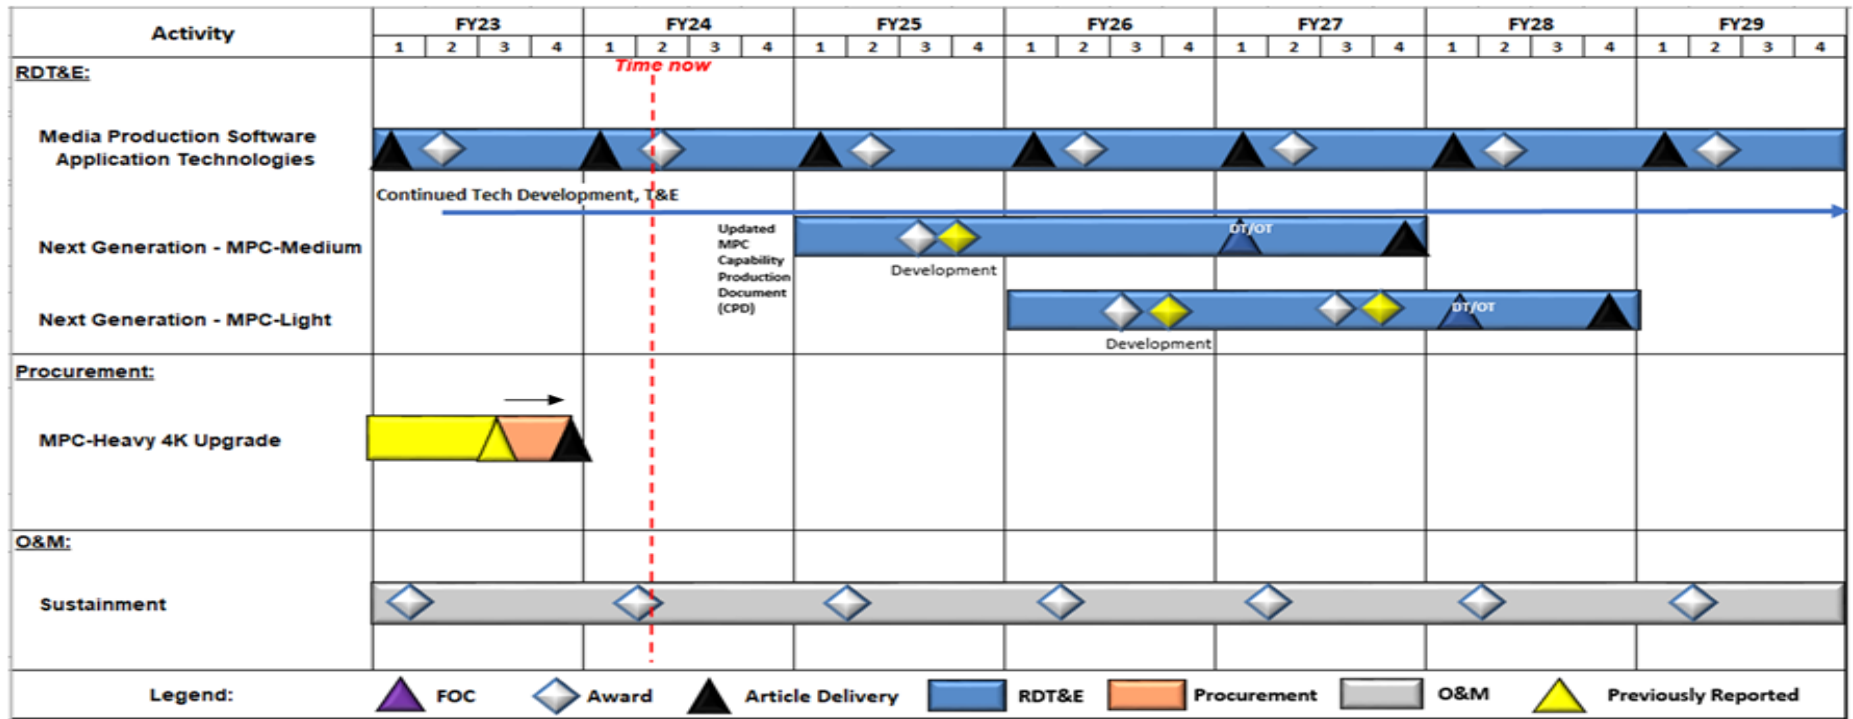 Activity
FY23 FY24 FY25 FY26 FY27 FY28 FY29
1 2 3 4 1 2 3 4 1 2 3 4 1 2 3 4 1 2 3 4 1 2 3 4 1 2 3 4
Time now
RDT&E:
Media Production Software
Application Technologies
Continued Tech Development, T&E
Next Generation - MPC-Medium
Updated
MPC
Capability
Production
Document
(CPD)
DT/OT
Development
Next Generation - MPC-Light
DT/OT
Development
Procurement:
MPC-Heavy 4K Upgrade
O&M:
Sustainment
Legend: FOC Award Article Delivery RDT&E Procurement O&M Previously Reported